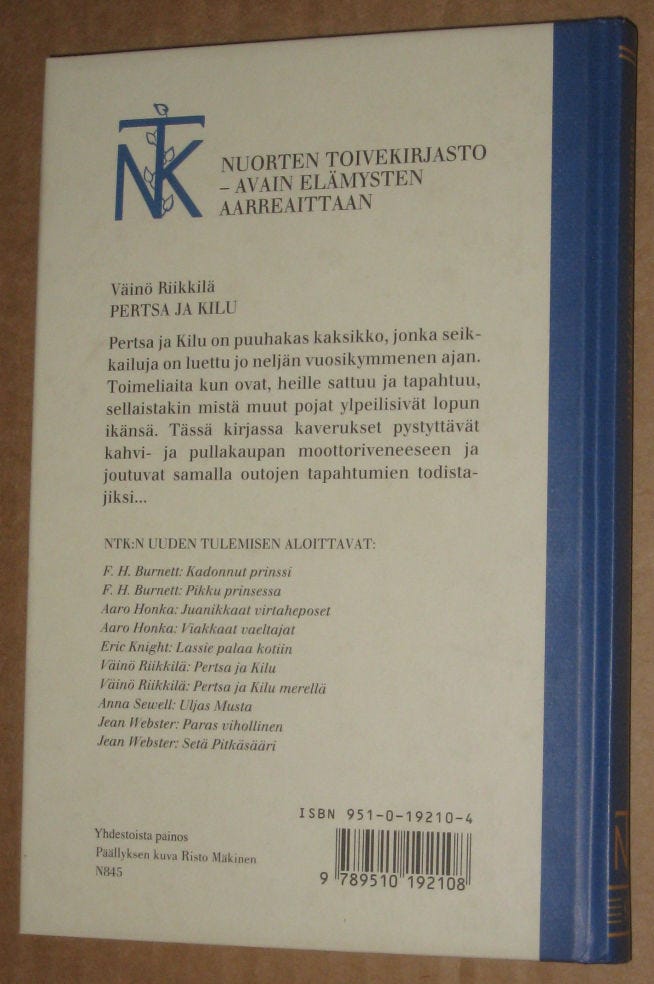 NTK
NUORTEN TOIVEKIRJASTO
– AVAIN ELÄMYSTEN
AARREAITTAAN
Väinö Riikkilä
PERTSA JA KILU
Pertsa ja Kilu on puuhakas kaksikko, jonka seik-
kailuja on luettu jo neljän vuosikymmenen ajan.
Toimeliaita kun ovat, heille sattuu ja tapahtuu,
sellaistakin mistä muut pojat ylpeilisivät lopun
ikänsä. Tässä kirjassa kaverukset pystyttävät
kahvi- ja pullakaupan moottoriveneeseen ja
joutuvat samalla outojen tapahtumien todista-
jiksi...
NTK:N UUDEN TULEMISEN ALOITTAVAT:
F. H. Burnett: Kadonnut prinssi
F. H. Burnett: Pikku prinsessa
Aaro Honka: Juanikkaat virtaheposet
Aaro Honka: Viakkaat vaeltajat
Eric Knight: Lassie palaa kotiin
Väinö Riikkilä: Pertsa ja Kilu
Väinö Riikkilä: Pertsa ja Kilu merellä
Anna Sewell: Uljas Musta
Jean Webster: Paras vihollinen
Jean Webster: Setä Pitkäsääri
ISBN 951-0-19210-4
9 789510 192108
Yhdestoista painos
Päällyksen kuva Risto Mäkinen
N845